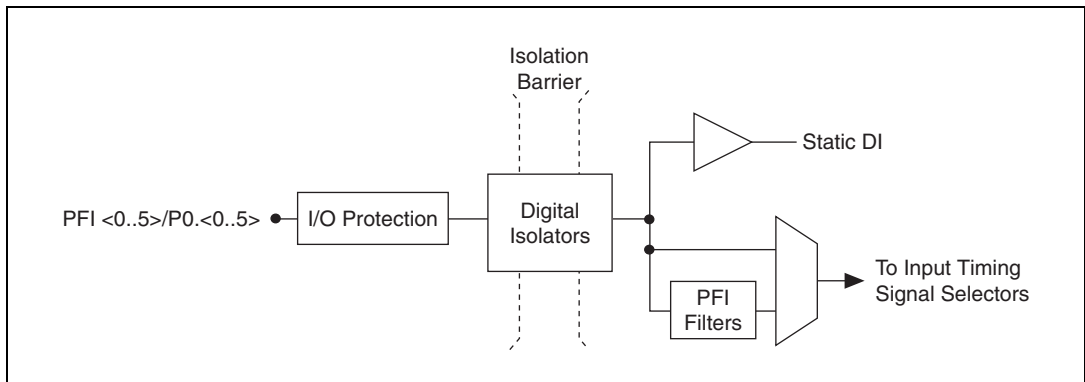 Isolation
Barrier
Static DI
PFI <0..5>/P0.<0..5>
I/O Protection
Digital
Isolators
To Input Timing
Signal Selectors
PFI
Filters